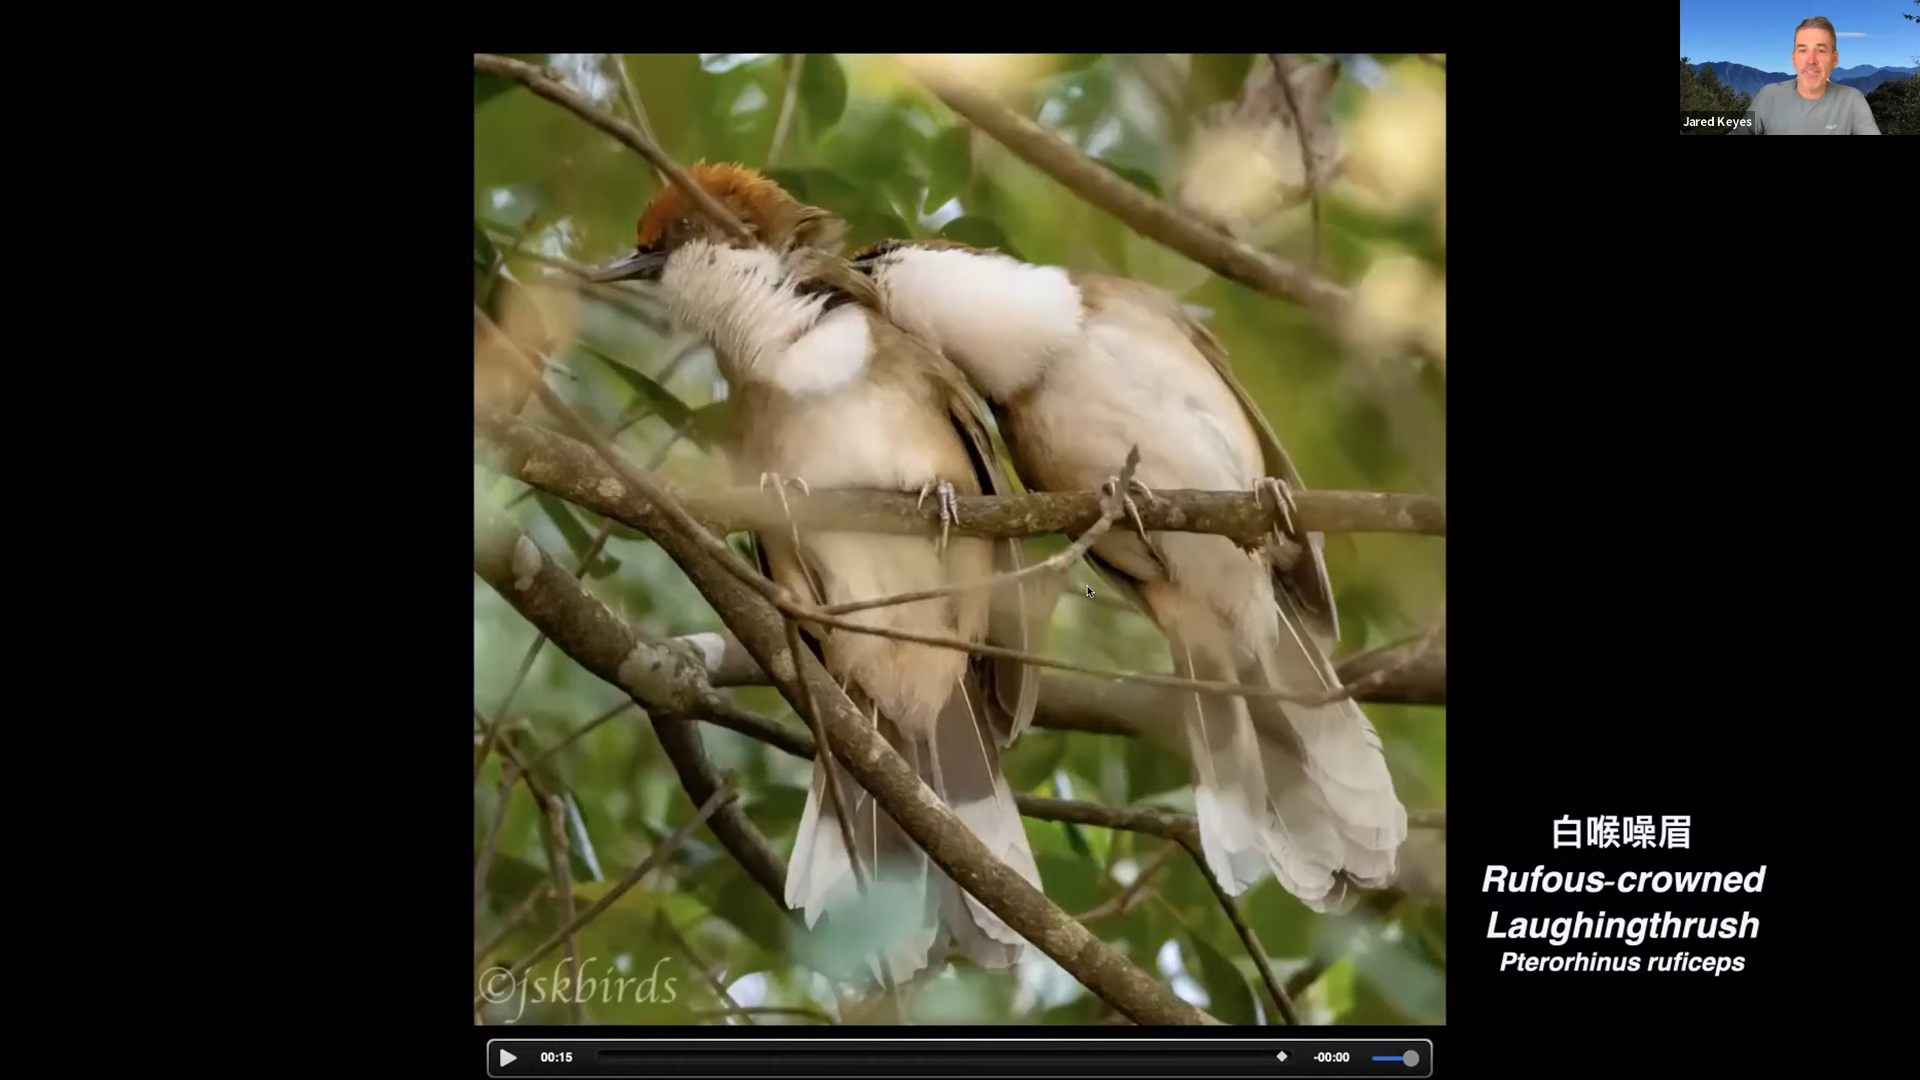 Jared Keyes
白喉噪眉
Rufous-crowned
Laughingthrush
Pterorhinus ruficeps
©jskbirds
00:15
-00:00